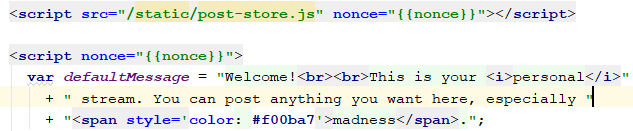 <script src="/static/post-store.js" nonce="{{nonce}}"></script>
<script nonce="{{nonce}}">
var defaultMessage = "Welcome!<br><br>This is your <i>personal</i>"
+ " stream. You can post anything you want here, especially "
+ "<span style='color: #f00ba7'>madness</span>.";